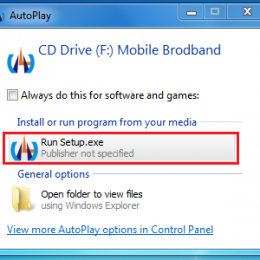 AutoPlay
CD Drive (F:) Mobile Brodband
Always do this for software and games:
Install or run program from your media
Run Setup.exe
Publisher not specified
General options
Open folder to view files
using Windows Explorer
View more AutoPlay options in Control Panel